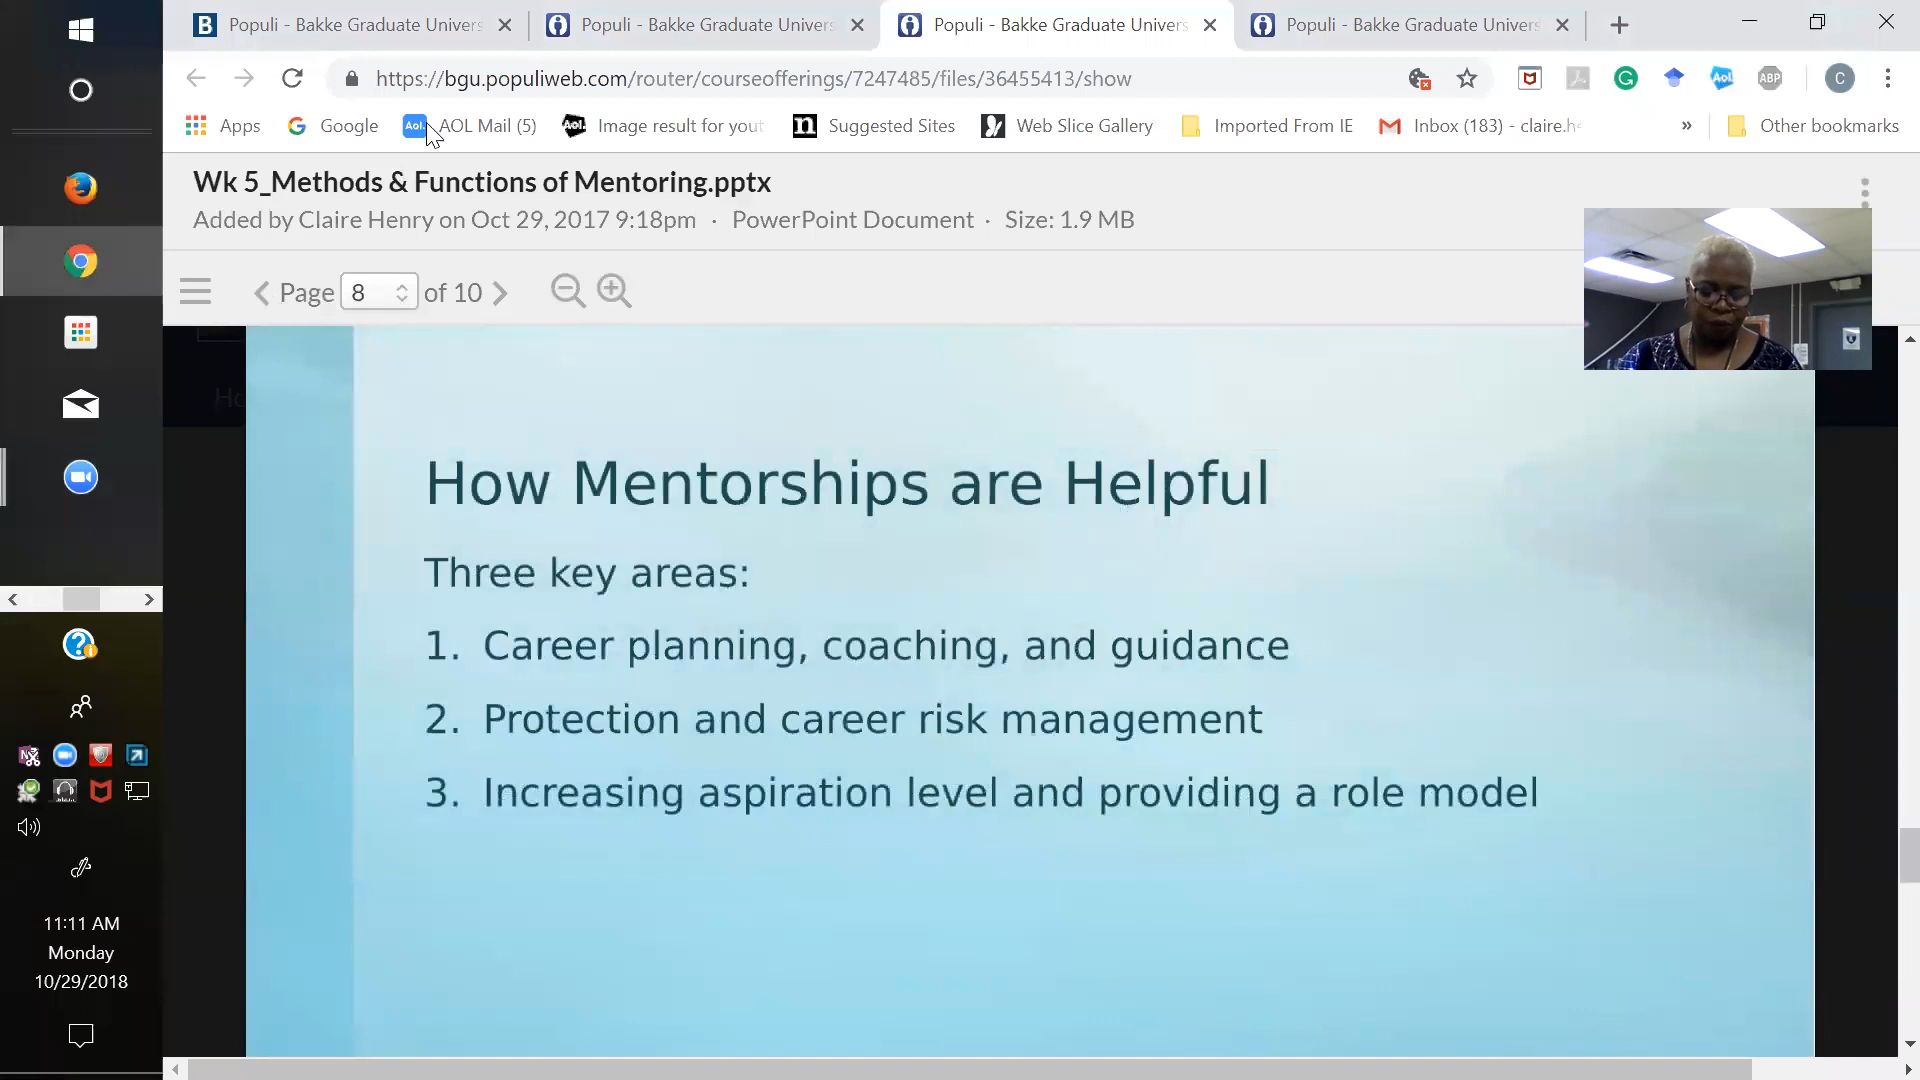 Populi - Bakke Graduate Univers
Populi - Bakke Graduate Univers
Populi - Bakke Graduate Univers
Populi - Bakke Graduate Univers
https://bgu.populiweb.com/router/courseofferings/7247485/files/36455413/show
Aol.
ABP
C
Apps
Google
Aol.
AOL Mail (5)
Aol.
Image result for yout
n
Suggested Sites
Web Slice Gallery
Imported From IE
Inbox (183) - claire.h
»
Other bookmarks
Wk 5_Methods & Functions of Mentoring.pptx
Added by Claire Henry on Oct 29, 2017 9:18pm · PowerPoint Document · Size: 1.9 MB
Page 8 of 10
How Mentorships are Helpful
Three key areas:
1. Career planning, coaching, and guidance
2. Protection and career risk management
3. Increasing aspiration level and providing a role model
11:11 AM
Monday
10/29/2018